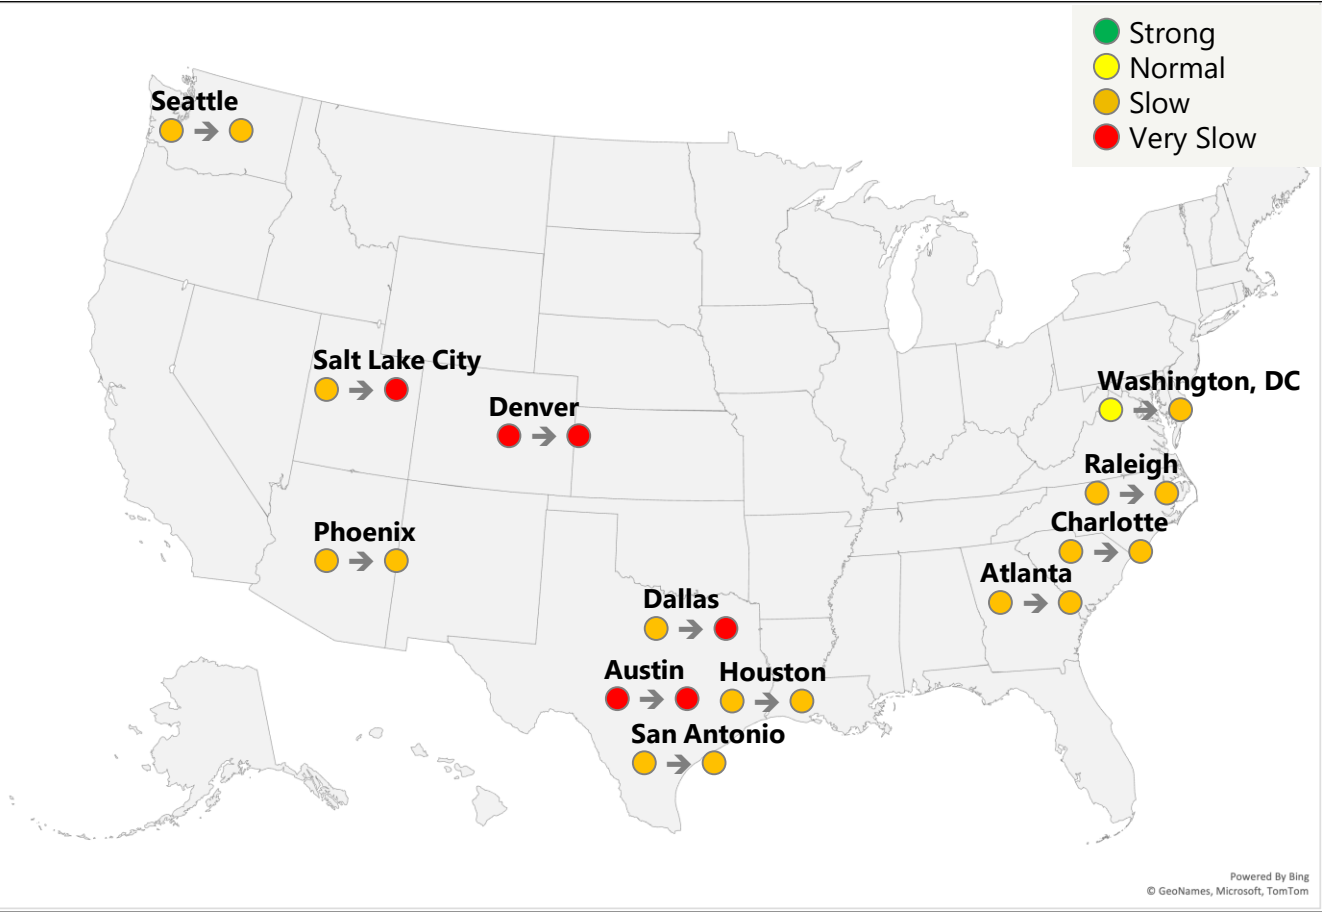 Strong
Normal
Slow
Very Slow
Seattle
Salt Lake City
Denver
Washington, DC
Raleigh
Charlotte
Phoenix
Atlanta
Dallas
Austin
Houston
San Antonio
Powered By Bing
© GeoNames, Microsoft, TomTom